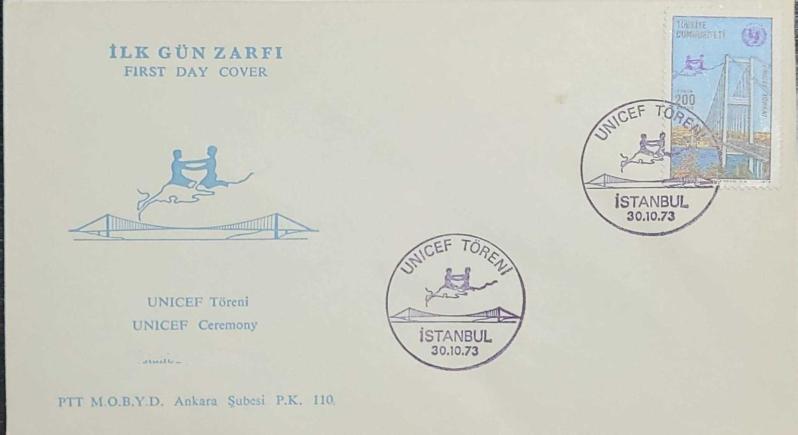 İLK GÜN ZARFI
FIRST DAY COVER
TÜRKİYE
CUMHURİYETİ
200
UNICEF TÖRENİ
İSTANBUL
30.10.73
UNICEF TÖRENİ
İSTANBUL
30.10.73
UNICEF Töreni
UNICEF Ceremony
PTT M.O.B.Y.D. Ankara Şubesi P.K. 110.